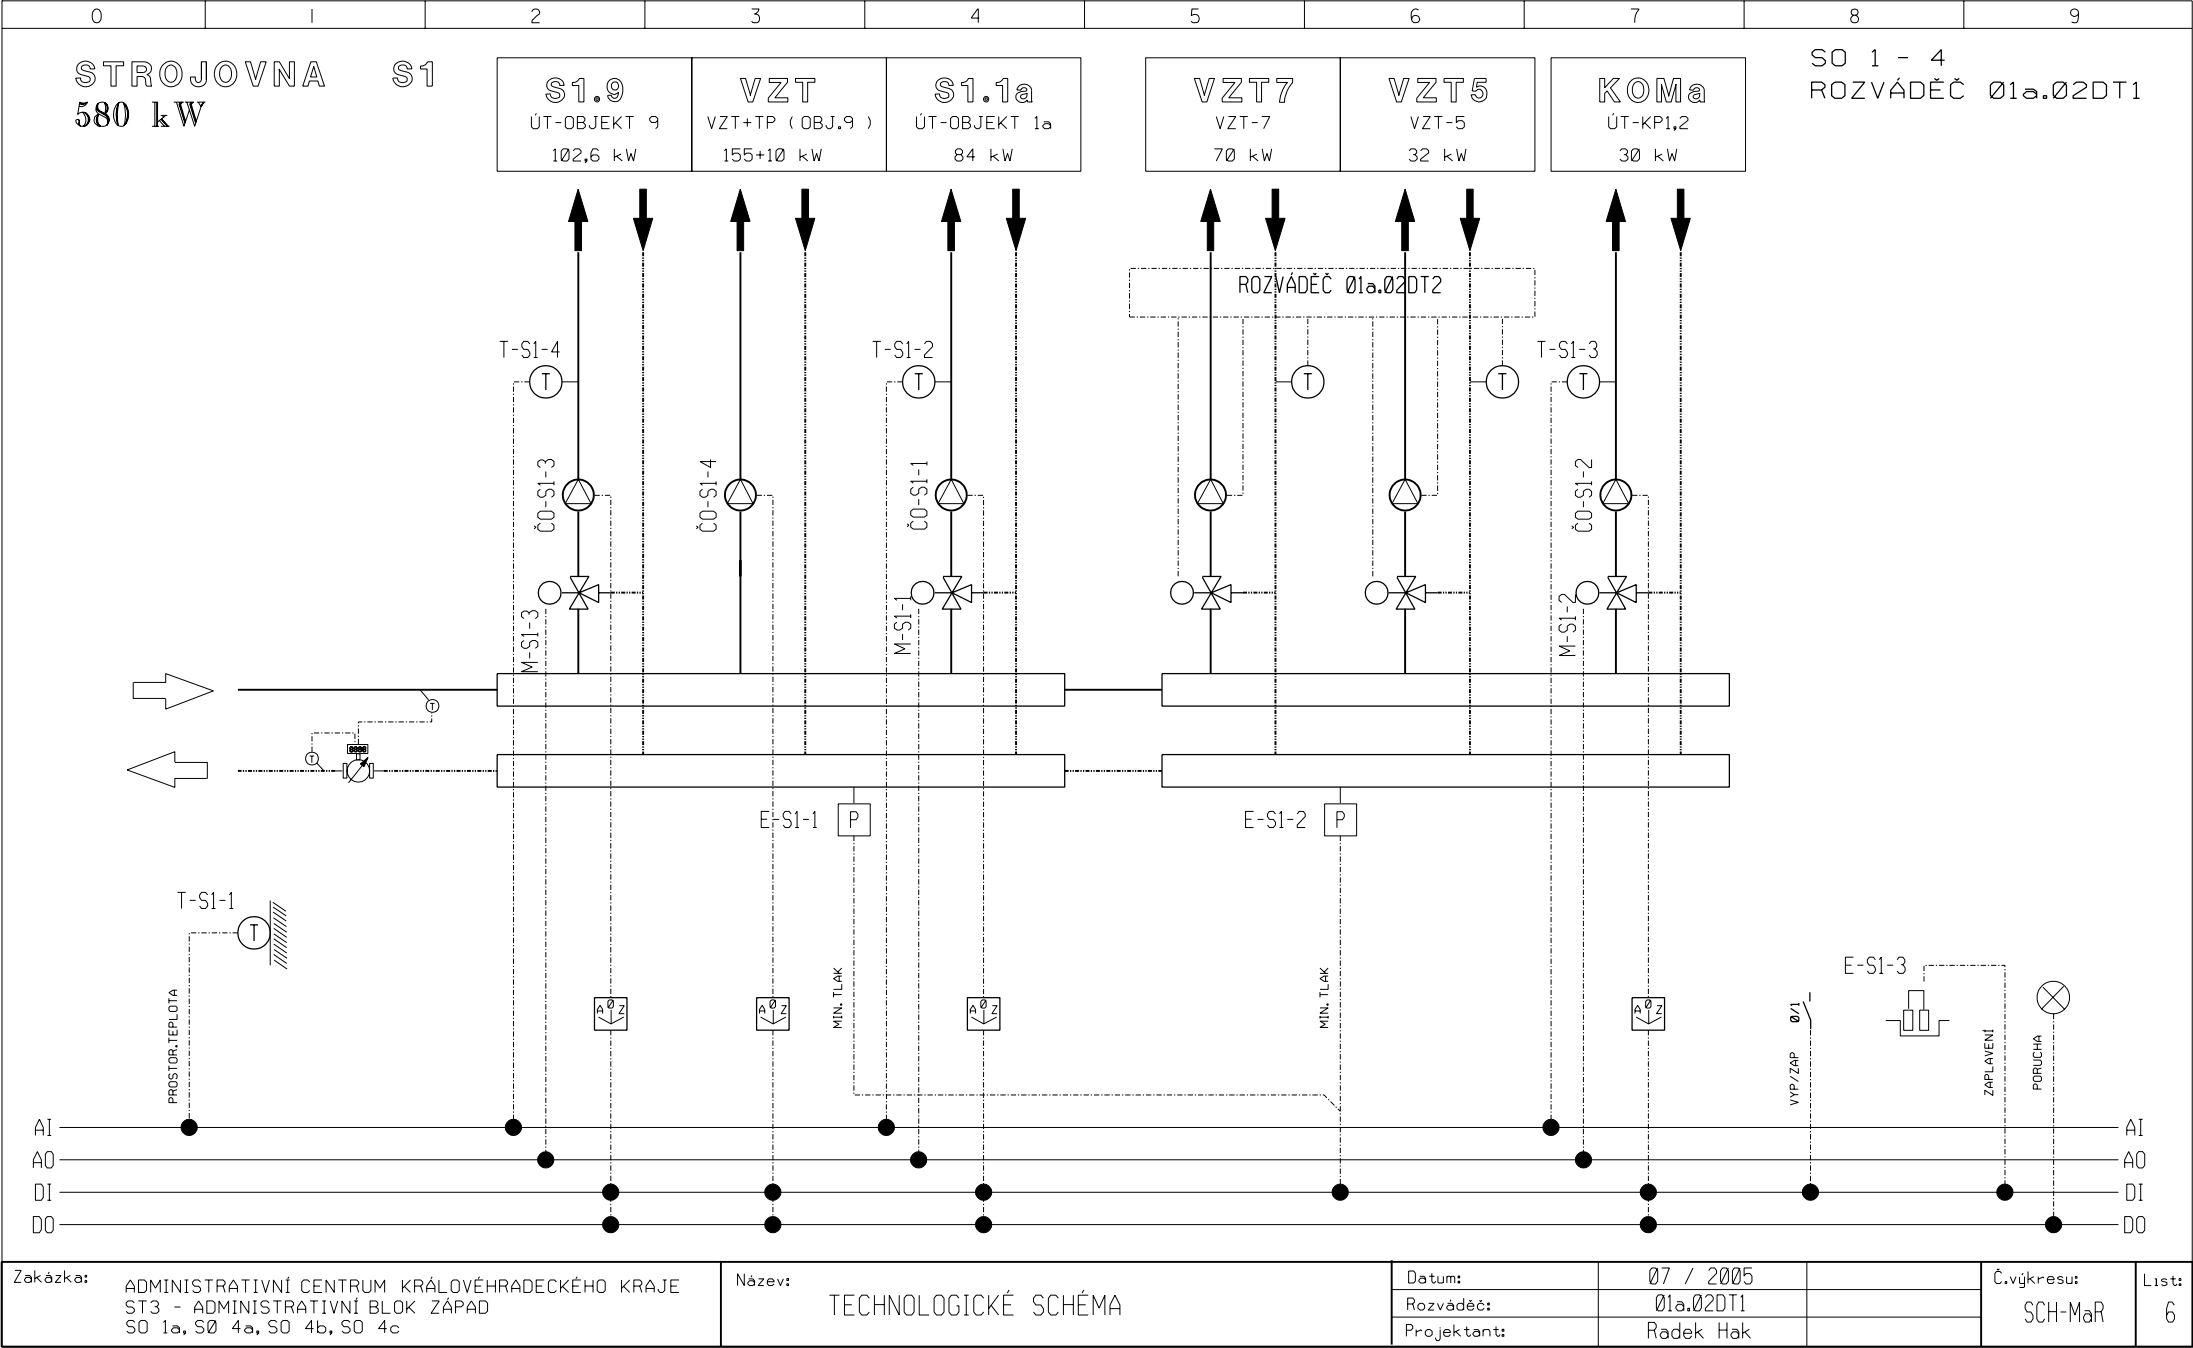 0 1 2 3 4 5 6 7 8 9
STROJOVNA S1
580 kW
S1.9
ÚT-OBJEKT 9
102,6 kW
VZT
VZT+TP (OBJ.9 )
155+10 kW
S1.1a
ÚT-OBJEKT 1a
84 kW
VZT7
VZT-7
70 kW
VZT5
VZT-5
32 kW
KOMa
ÚT-KP1,2
30 kW
SO 1 - 4
ROZVÁDĚČ Ø1a.Ø2DT1
ROZVÁDĚČ Ø1a.Ø2DT2
T-S1-4
T
T-S1-2
T
T
T
T-S1-3
T
ČO-S1-3
ČO-S1-4
ČO-S1-1
ČO-S1-2
M-S1-3
M-S1-1
M-S1-2
T
T
E-S1-1
P
E-S1-2
P
T-S1-1
T
E-S1-3
PROSTOR.TEPLOTA
A Ø Z
A Ø Z
MIN. TLAK
A Ø Z
MIN. TLAK
A Ø Z
Ø/1
VYP/ZAP
ZAPLAVENÍ
PORUCHA
AI AI
AO AO
DI DI
DO DO
Zakázka:
ADMINISTRATIVNÍ CENTRUM KRÁLOVÉHRADECKÉHO KRAJE
ST3 - ADMINISTRATIVNÍ BLOK ZÁPAD
SO 1a, SØ 4a, SO 4b, SO 4c
Název:
TECHNOLOGICKÉ SCHÉMA
Datum: Ø7 / 2005
Rozváděč: Ø1a.Ø2DT1
Projektant: Radek Hak
Č.výkresu:
SCH-MaR
List:
6